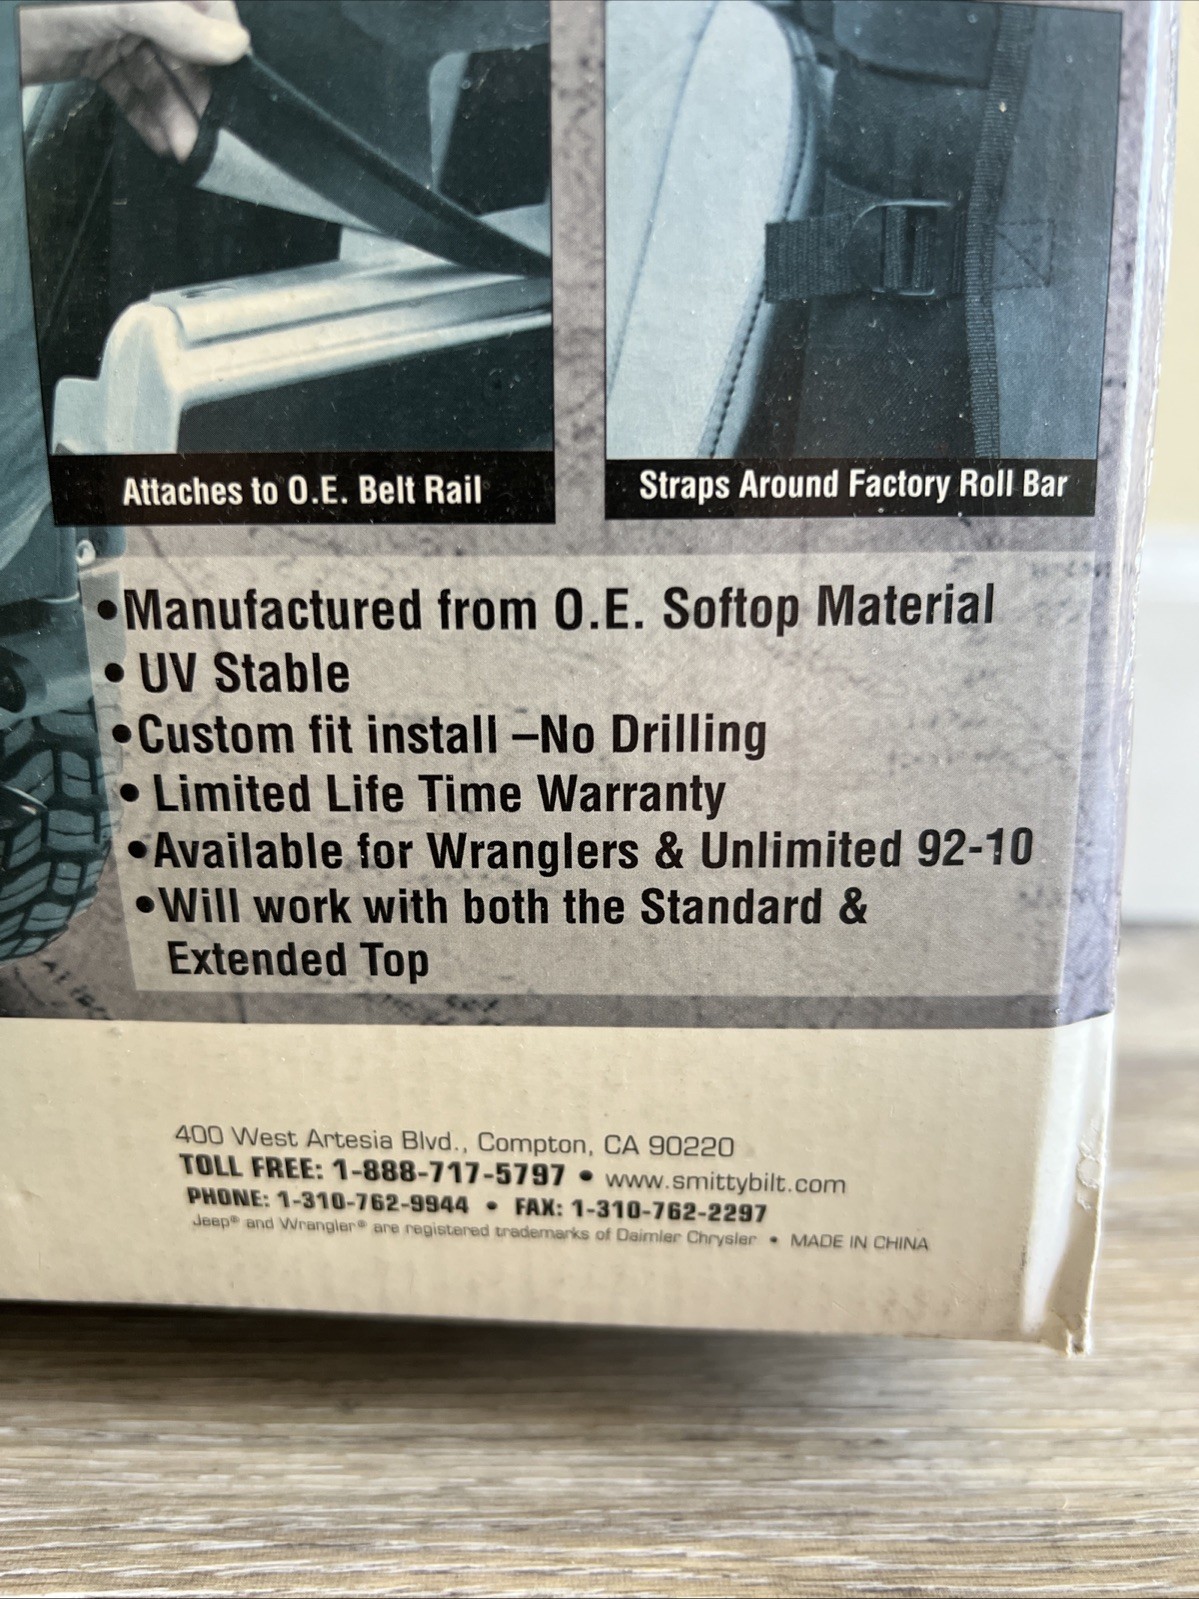 Attaches to O.E. Belt Rail
Straps Around Factory Roll Bar
•Manufactured from O.E. Softop Material
• UV Stable
•Custom fit install –No Drilling
• Limited Life Time Warranty
•Available for Wranglers & Unlimited 92-10
•Will work with both the Standard &
Extended Top
400 West Artesia Blvd., Compton, CA 90220
TOLL FREE: 1-888-717-5797 • www.smittybilt.com
PHONE: 1-310-762-9944 • FAX: 1-310-762-2297
Jeep® and Wrangler® are registered trademarks of Daimler Chrysler • MADE IN CHINA